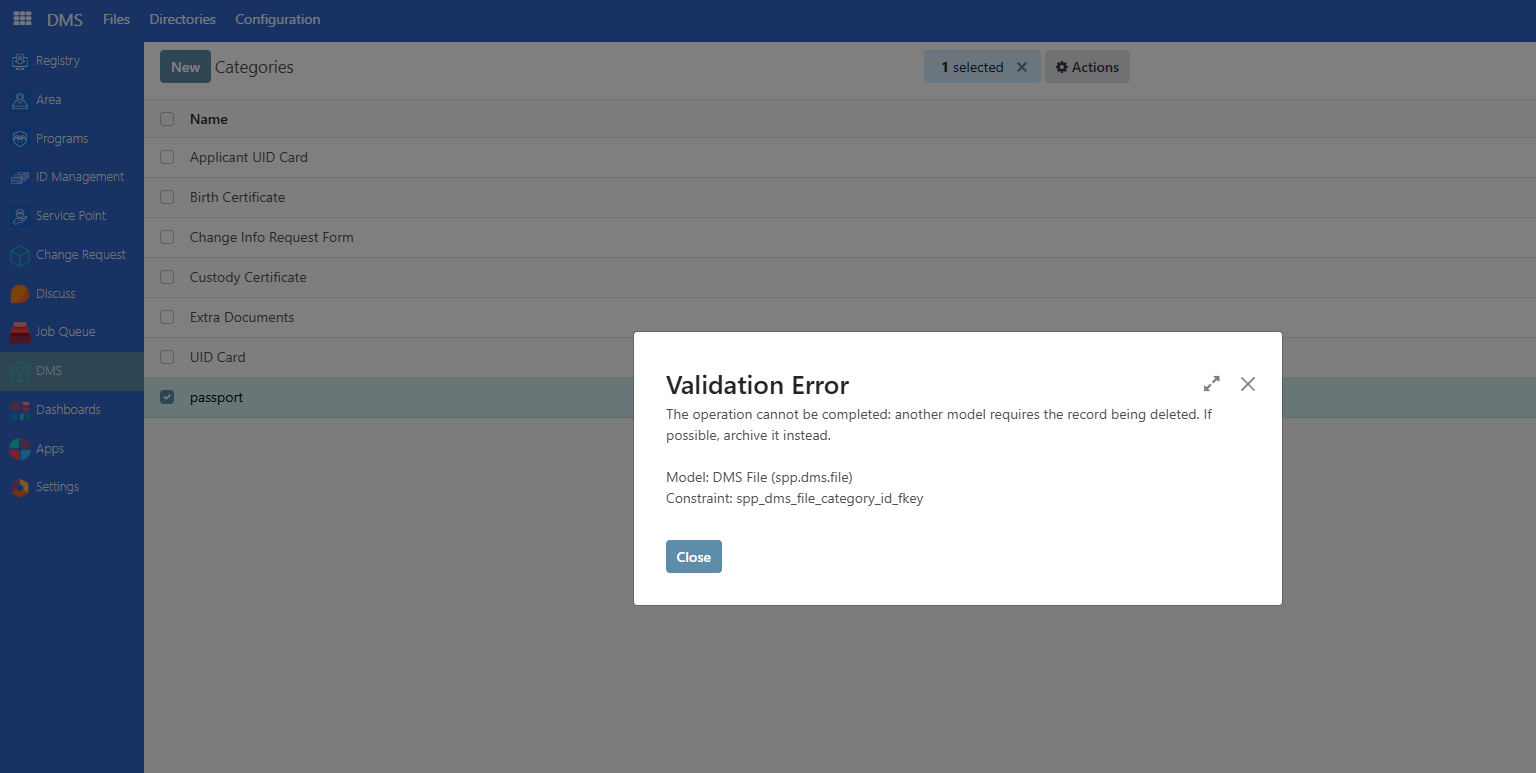 DMS Files Directories Configuration
Registry
Area
Programs
ID Management
Service Point
Change Request
Discuss
Job Queue
DMS
Dashboards
Apps
Settings
New Categories 1 selected Actions
Name
Applicant UID Card
Birth Certificate
Change Info Request Form
Custody Certificate
Extra Documents
UID Card
passport
Validation Error
The operation cannot be completed: another model requires the record being deleted. If
possible, archive it instead.
Model: DMS File (spp.dms.file)
Constraint: spp_dms_file_category_id_fkey
Close